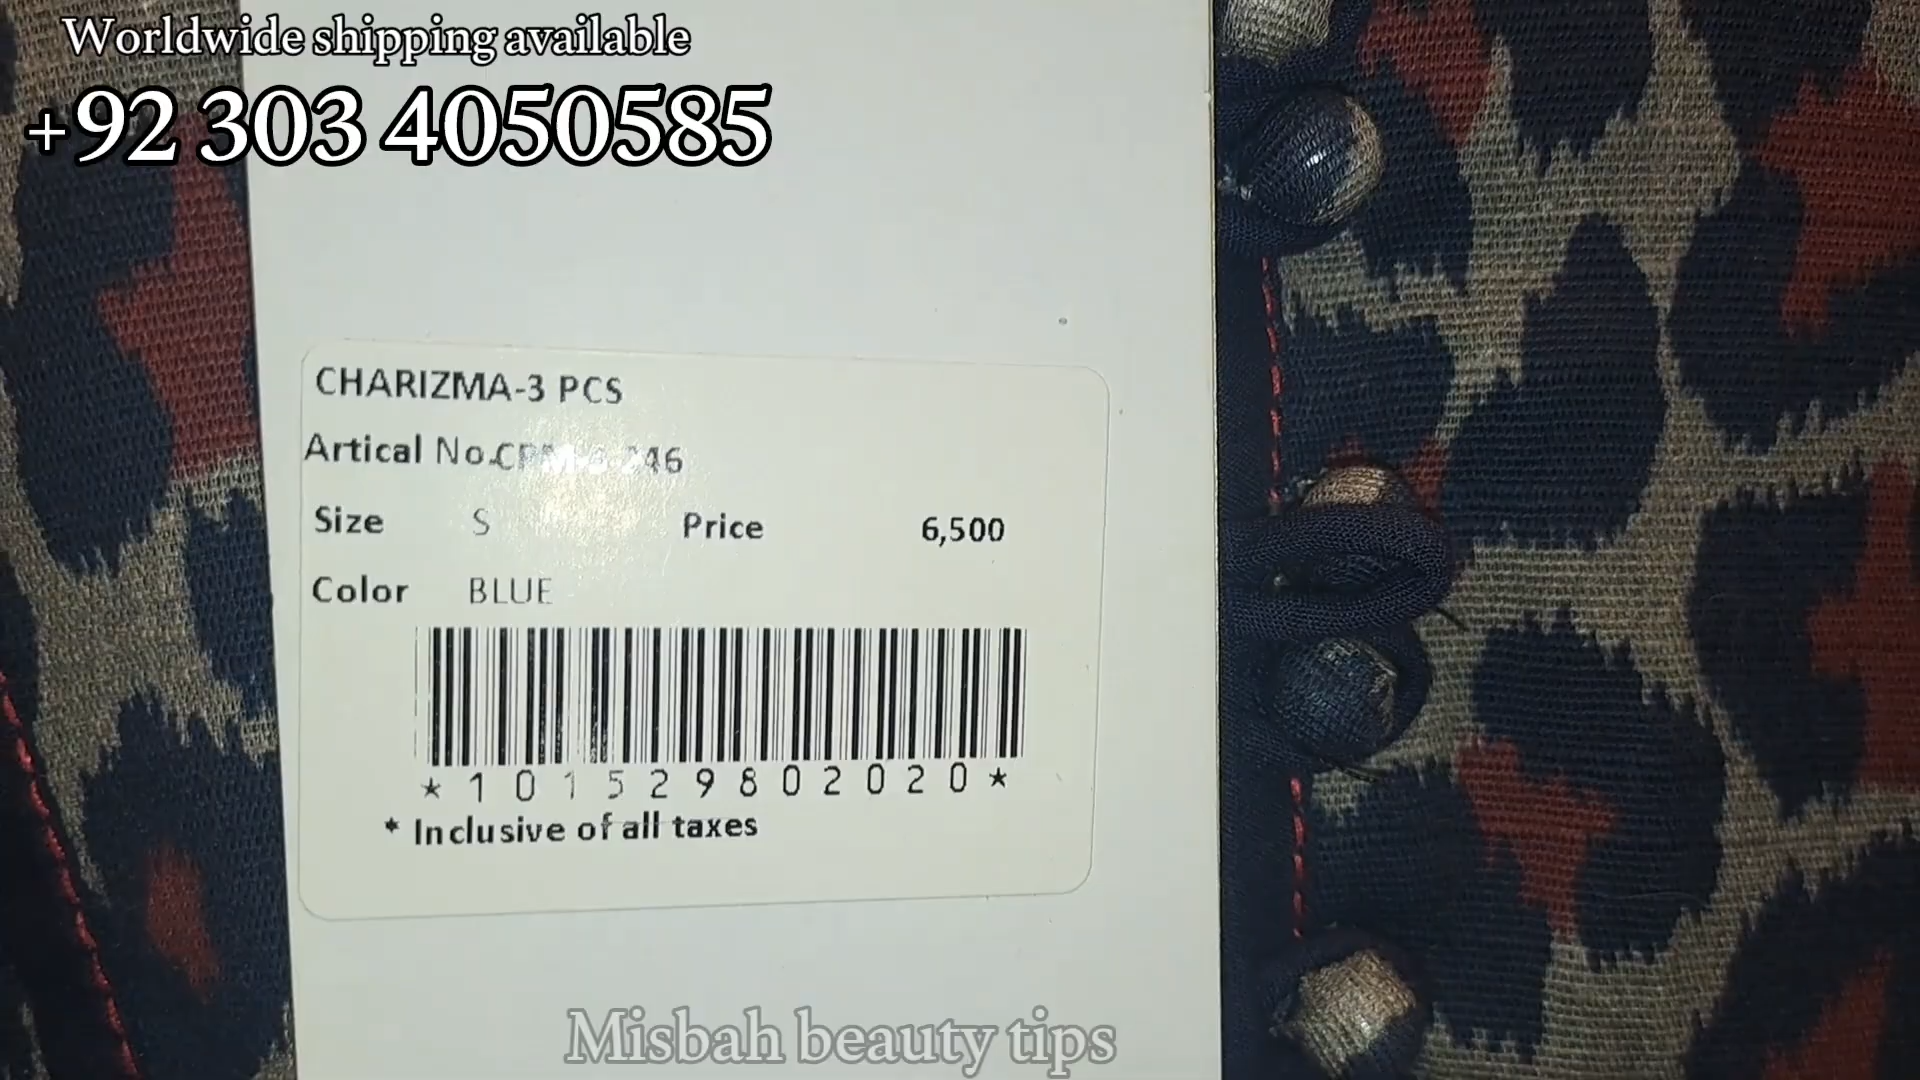 Worldwide shipping available
+92 303 4050585
CHARIZMA-3 PCS
Artical No.
Size S Price 6,500
Color BLUE
*101529802020*
* Inclusive of all taxes
Misbah beauty tips